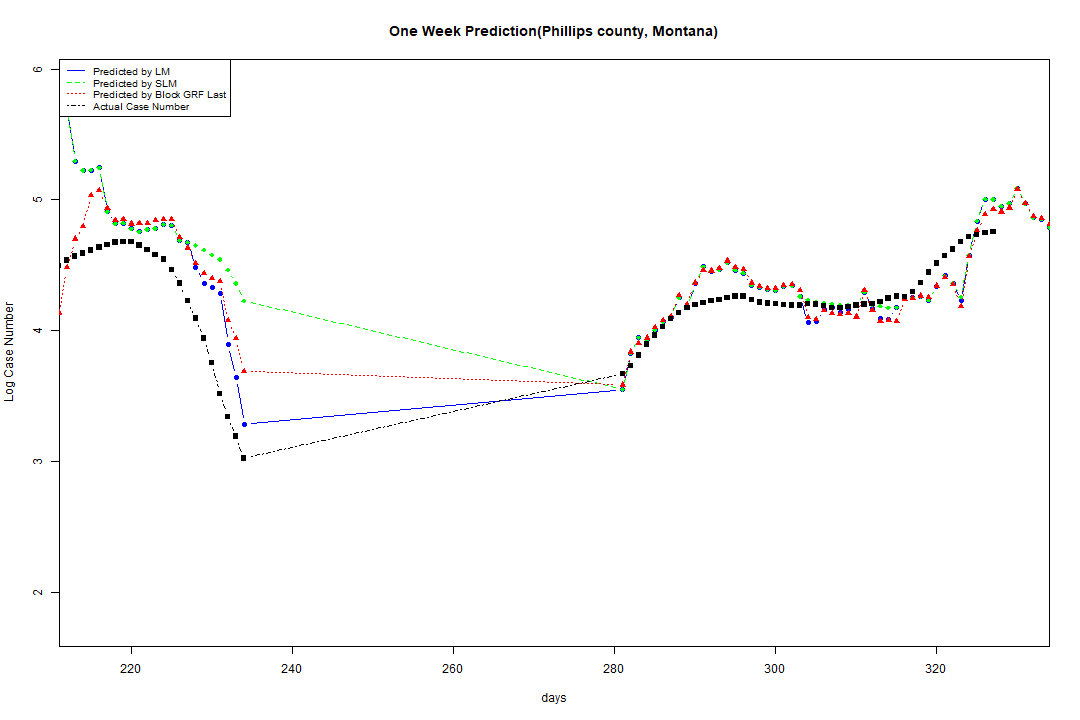 One Week Prediction(Phillips county, Montana)
Predicted by LM
Predicted by SLM
Predicted by Block GRF Last
Actual Case Number
6
5
4
3
2
Log Case Number
220 240 260 280 300 320
days